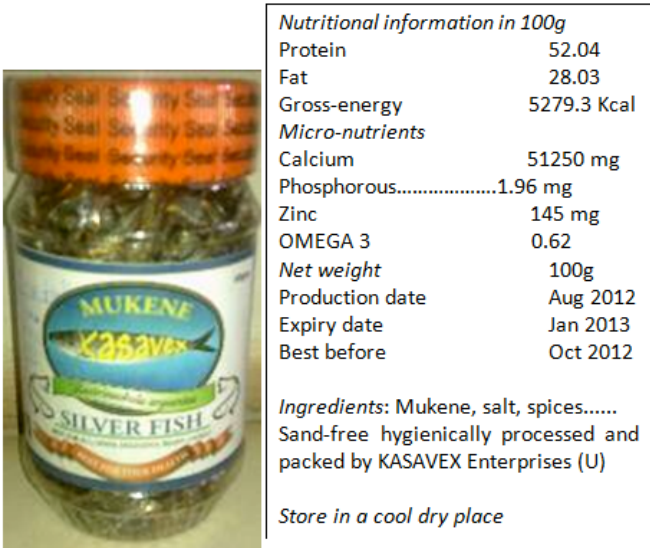 Security Seal Security Seal
MUKENE
Kasavex
SILVER FISH
Nutritional information in 100g
Protein 52.04
Fat 28.03
Gross-energy 5279.3 Kcal
Micro-nutrients
Calcium 51250 mg
Phosphorous....................1.96 mg
Zinc 145 mg
OMEGA 3 0.62
Net weight 100g
Production date Aug 2012
Expiry date Jan 2013
Best before Oct 2012
Ingredients: Mukene, salt, spices......
Sand-free hygienically processed and
packed by KASAVEX Enterprises (U)
Store in a cool dry place